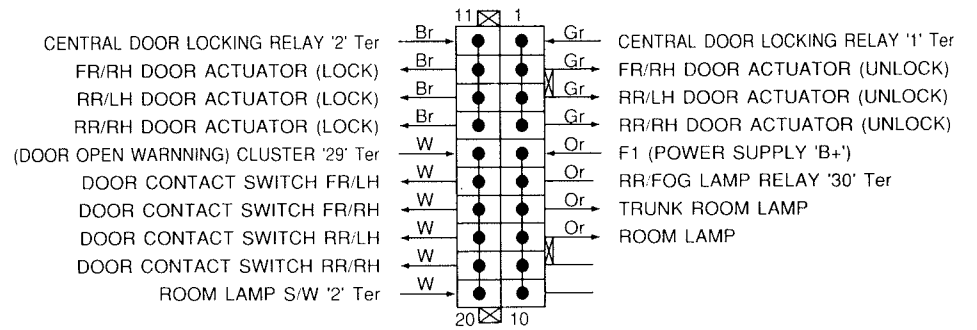 11 1
CENTRAL DOOR LOCKING RELAY '2' Ter Br Gr CENTRAL DOOR LOCKING RELAY '1' Ter
FR/RH DOOR ACTUATOR (LOCK) Br Gr FR/RH DOOR ACTUATOR (UNLOCK)
RR/LH DOOR ACTUATOR (LOCK) Br Gr RR/LH DOOR ACTUATOR (UNLOCK)
RR/RH DOOR ACTUATOR (LOCK) Br Gr RR/RH DOOR ACTUATOR (UNLOCK)
(DOOR OPEN WARNNING) CLUSTER '29' Ter W Or F1 (POWER SUPPLY 'B+')
DOOR CONTACT SWITCH FR/LH W Or RR/FOG LAMP RELAY '30' Ter
DOOR CONTACT SWITCH FR/RH W Or TRUNK ROOM LAMP
DOOR CONTACT SWITCH RR/LH W Or ROOM LAMP
DOOR CONTACT SWITCH RR/RH W
ROOM LAMP S/W '2' Ter W
20 10